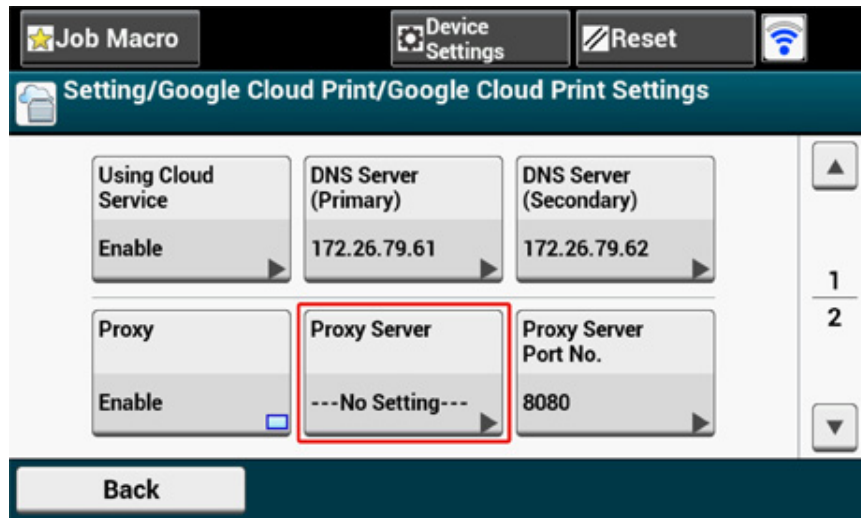 Job Macro
Device
Settings
Reset
Setting/Google Cloud Print/Google Cloud Print Settings
Using Cloud
Service
Enable
DNS Server
(Primary)
172.26.79.61
DNS Server
(Secondary)
172.26.79.62
1
2
Proxy
Enable
Proxy Server
---No Setting---
Proxy Server
Port No.
8080
Back